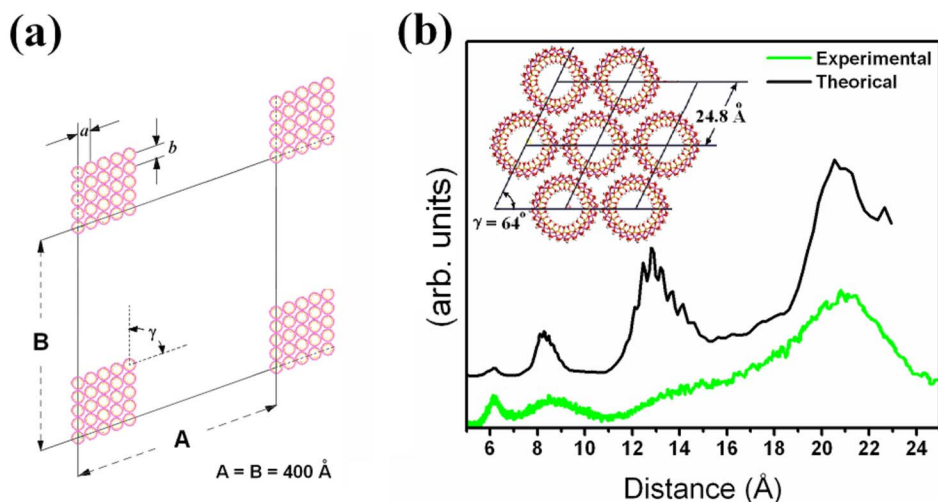 (a)
a
b
B
γ
A
A = B = 400 Å
(b)
Experimental
Theorical
24.8 Å
γ = 64°
(arb. units)
6 8 10 12 14 16 18 20 22 24
Distance (Å)